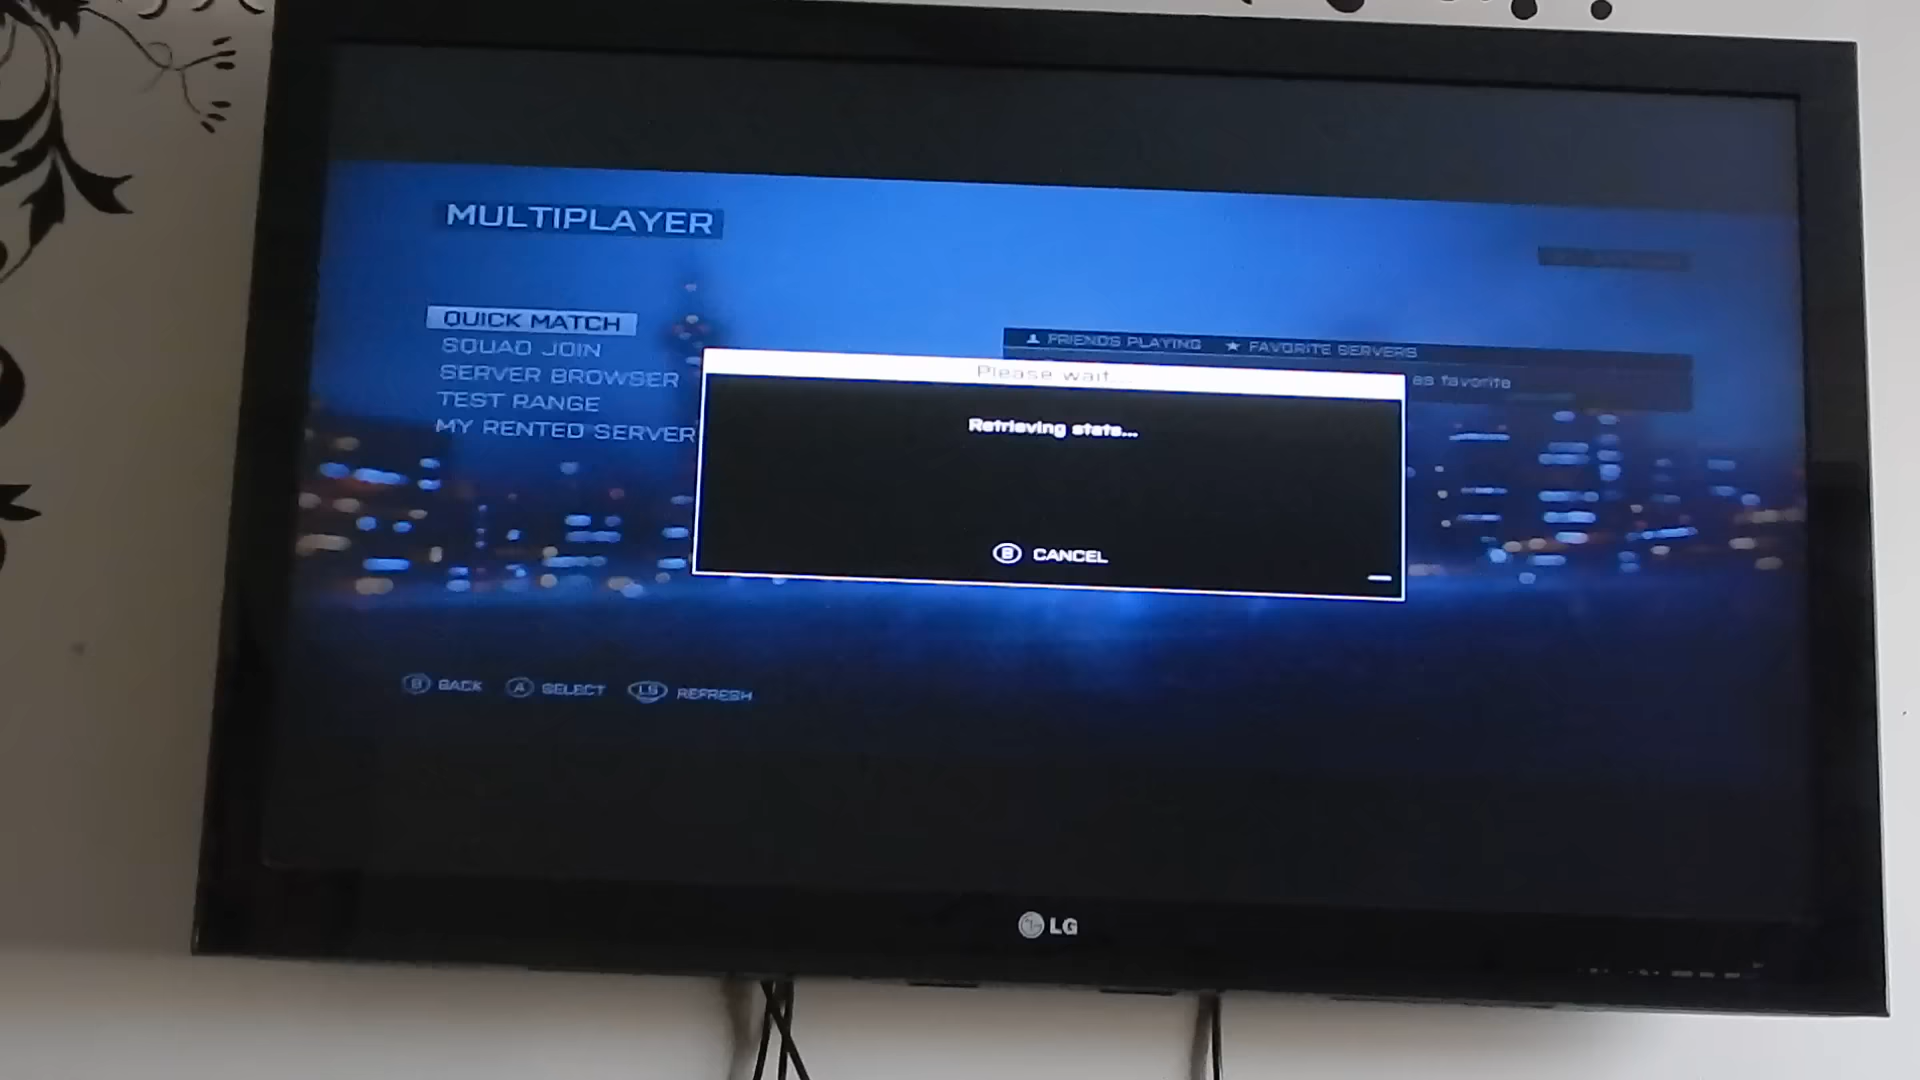 MULTIPLAYER
QUICK MATCH
SQUAD JOIN
SERVER BROWSER
TEST RANGE
MY RENTED SERVER
FRIENDS PLAYING
FAVORITE SERVERS
as favorite
Please wait...
Retrieving stats...
B CANCEL
B BACK
A SELECT
LS REFRESH
LG